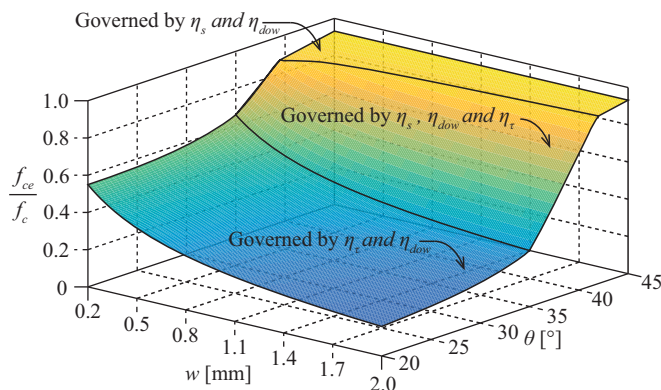 Governed by η_s and η_dow
Governed by η_s , η_dow and η_τ
Governed by η_τ and η_dow
f_ce
f_c
1.0
0.8
0.6
0.4
0.2
0
0.2
0.5
0.8
1.1
1.4
1.7
2.0
w [mm]
20
25
30
35
40
45
θ [°]